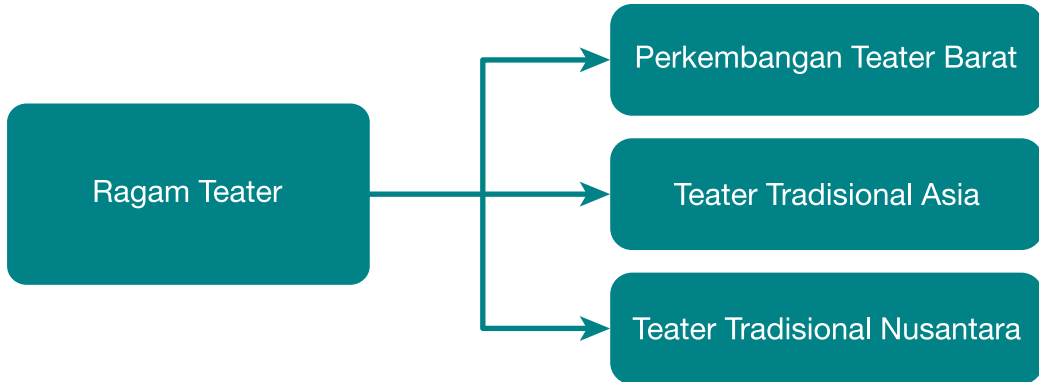 Ragam Teater
Perkembangan Teater Barat
Teater Tradisional Asia
Teater Tradisional Nusantara